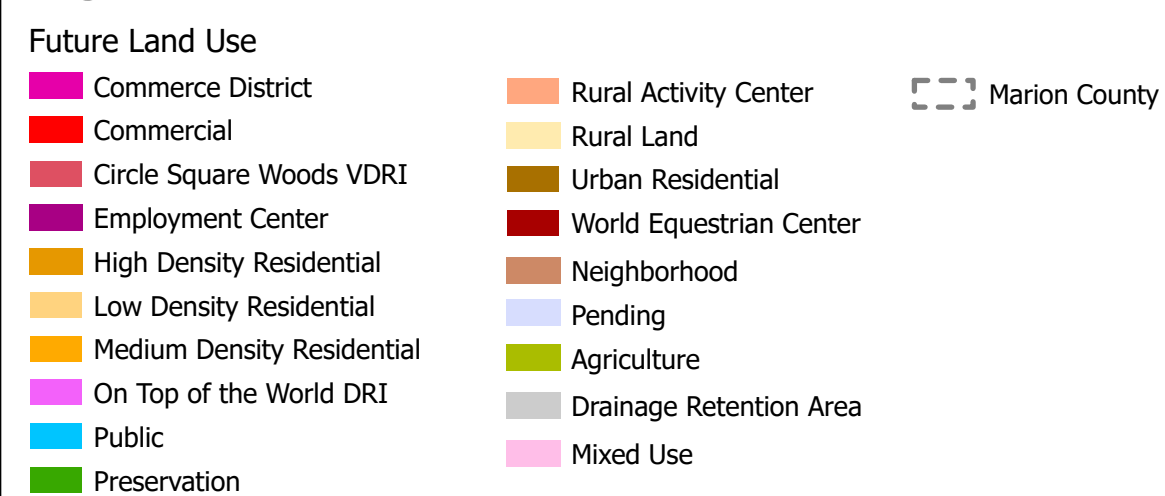 Future Land Use
Commerce District
Commercial
Circle Square Woods VDRI
Employment Center
High Density Residential
Low Density Residential
Medium Density Residential
On Top of the World DRI
Public
Preservation
Rural Activity Center
Rural Land
Urban Residential
World Equestrian Center
Neighborhood
Pending
Agriculture
Drainage Retention Area
Mixed Use
Marion County